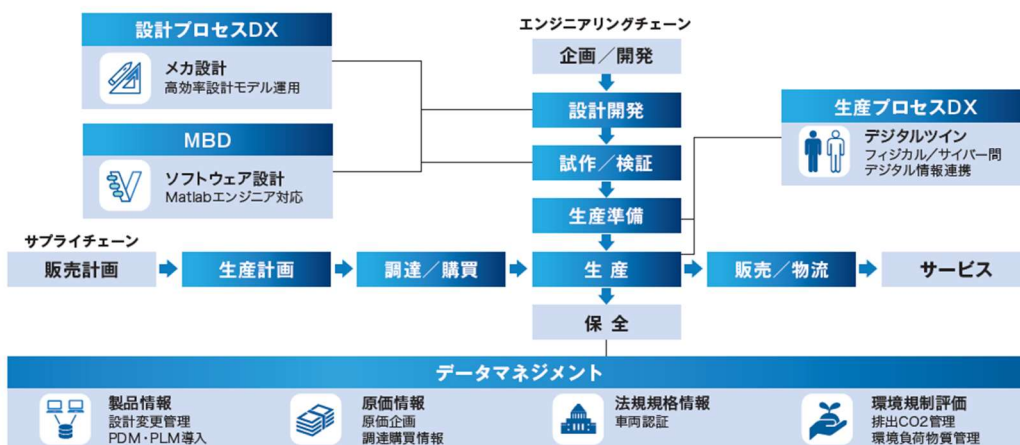 設計プロセスDX
メカ設計
高効率設計モデル運用
MBD
ソフトウェア設計
Matlabエンジニア対応
エンジニアリングチェーン
企画／開発
設計開発
試作／検証
生産準備
生産プロセスDX
デジタルツイン
フィジカル／サイバー間
デジタル情報連携
サプライチェーン
販売計画
生産計画
調達／購買
生産
販売／物流
サービス
保全
データマネジメント
製品情報
設計変更管理
PDM・PLM導入
原価情報
原価企画
調達購買情報
法規規格情報
車両認証
環境規制評価
排出CO2管理
環境負荷物質管理